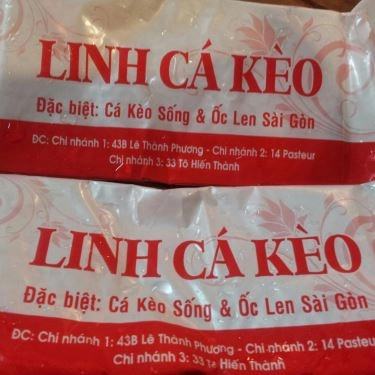 LINH CÁ KÈO
Đặc biệt: Cá Kèo Sống & Ốc Len Sài Gòn
ĐC: Chi nhánh 1: 43B Lê Thành Phương - Chi nhánh 2: 14 Pasteur
Chi nhánh 3: 33 Tô Hiến Thành
LINH CÁ KÈO
Đặc biệt: Cá Kèo Sống & Ốc Len Sài Gòn
ĐC: Chi nhánh 1: 43B Lê Thành Phương - Chi nhánh 2: 14 Pasteur
Chi nhánh 3: 33 Tô Hiến Thành